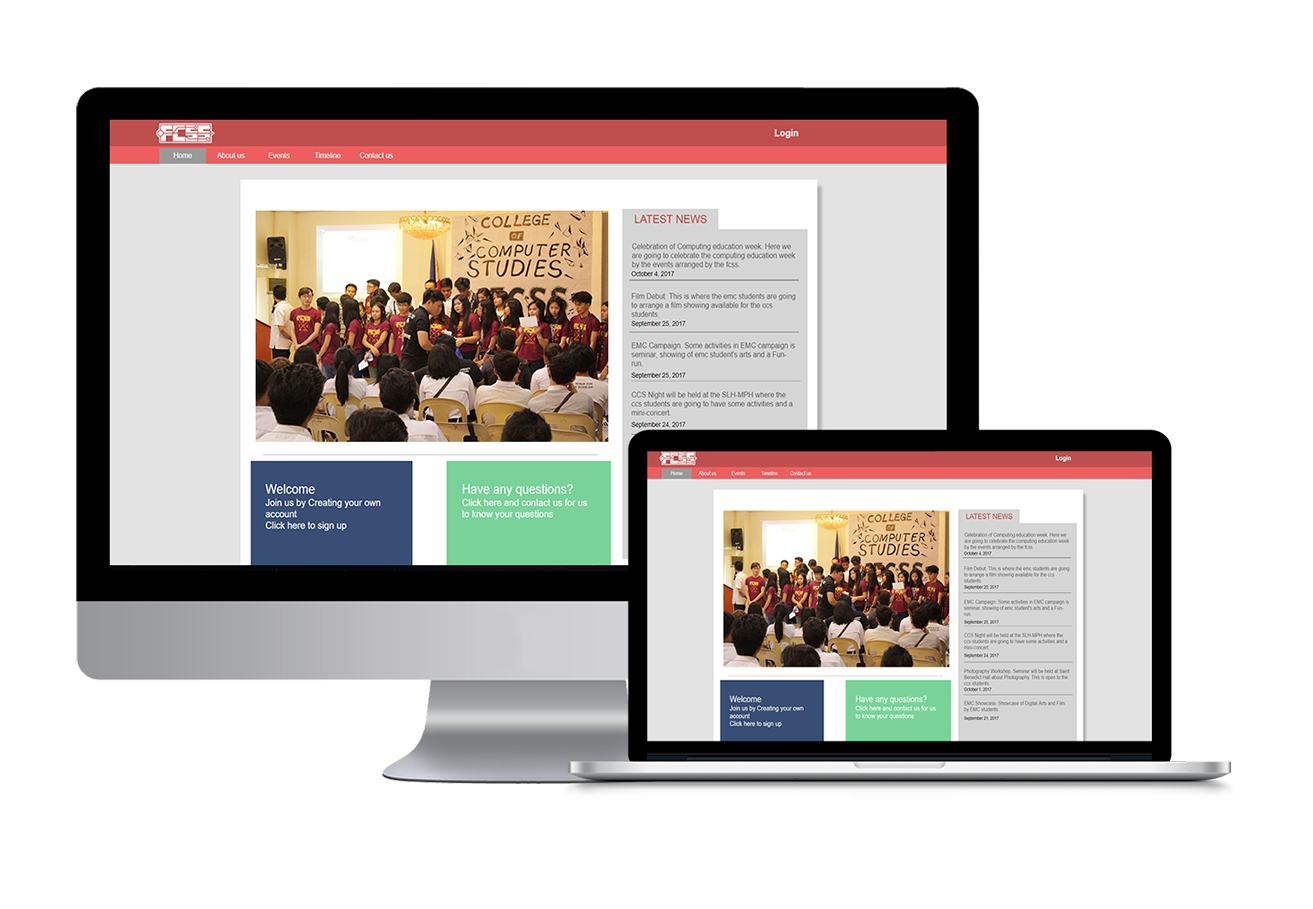 FCSS
Login
Home
About us
Events
Timeline
Contact us
COLLEGE
OF
COMPUTER
STUDIES
FCSS
LATEST NEWS
Celebration of Computing education week. Here we
are going to celebrate the computing education week
by the events arranged by the fcss.
October 4, 2017
Film Debut. This is where the emc students are going
to arrange a film showing available for the ccs
students.
September 25, 2017
EMC Campaign. Some activities in EMC campaign is
seminar, showing of emc student's arts and a Fun-
run.
September 25, 2017
CCS Night will be held at the SLH-MPH where the
ccs students are going to have some activities and a
mini-concert.
September 24, 2017
Welcome
Join us by Creating your own
account
Click here to sign up
Have any questions?
Click here and contact us for us
to know your questions
FCSS
Login
Home
About us
Events
Timeline
Contact us
COLLEGE
OF
COMPUTER
STUDIES
FCSS
LATEST NEWS
Celebration of Computing education week. Here we
are going to celebrate the computing education week
by the events arranged by the fcss.
October 4, 2017
Film Debut. This is where the emc students are going
to arrange a film showing available for the ccs
students.
September 25, 2017
EMC Campaign. Some activities in EMC campaign is
seminar, showing of emc student's arts and a Fun-
run.
September 25, 2017
CCS Night will be held at the SLH-MPH where the
ccs students are going to have some activities and a
mini-concert.
September 24, 2017
Photography Workshop. Seminar will be held at Saint
Benedict Hall about Photography. This is open to the
ccs students
October 1, 2017
EMC Showcase. Showcase of Digital Arts and Film
by EMC students
September 21, 2017
Welcome
Join us by Creating your own
account
Click here to sign up
Have any questions?
Click here and contact us for us
to know your questions